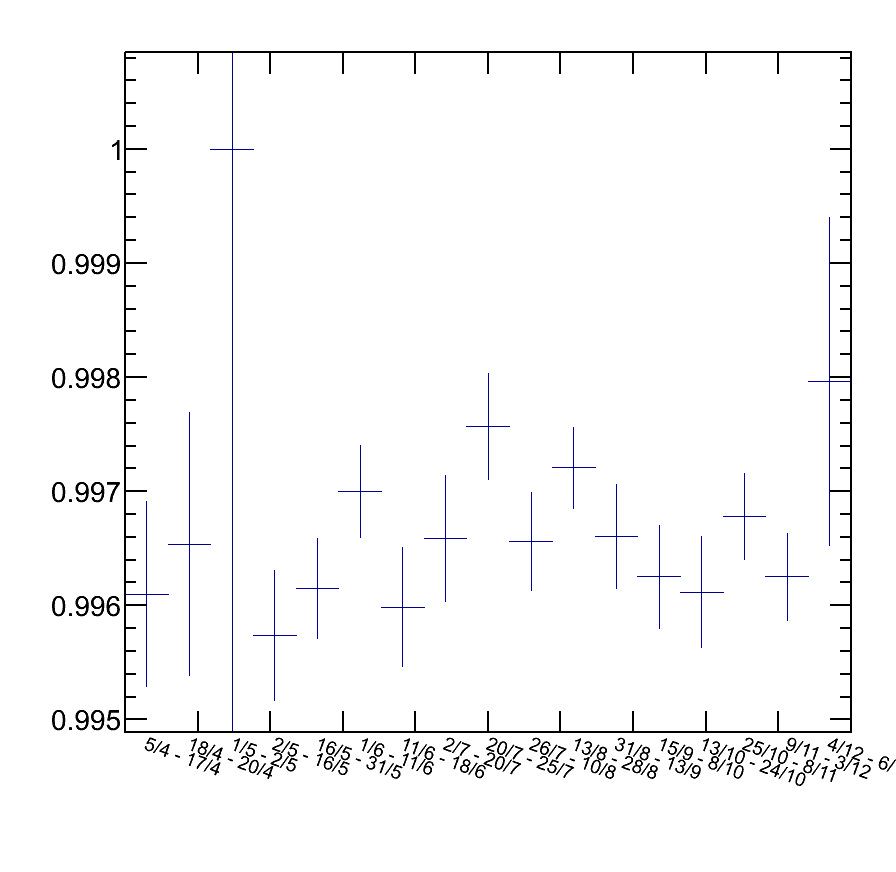 1
0.999
0.998
0.997
0.996
0.995
5/4 - 17/4
18/4 - 20/4
1/5 - 2/5
2/5 - 16/5
16/5 - 31/5
1/6 - 11/6
11/6 - 18/6
2/7 - 20/7
20/7 - 25/7
26/7 - 10/8
13/8 - 28/8
31/8 - 13/9
15/9 - 8/10
13/10 - 24/10
25/10 - 8/11
9/11 - 3/12
4/12 - 6/